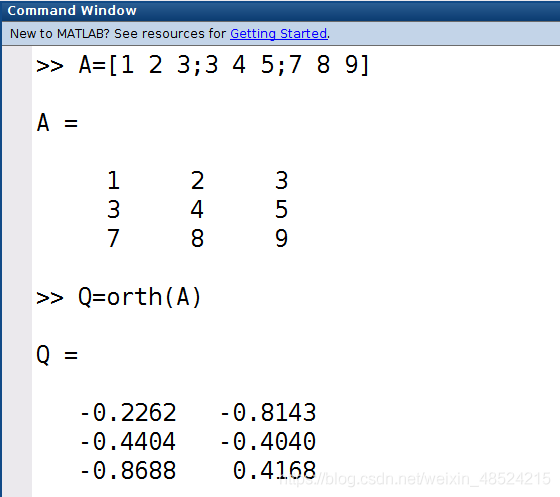 Command Window
New to MATLAB? See resources for Getting Started.
>> A=[1 2 3;3 4 5;7 8 9]
A =
1 2 3
3 4 5
7 8 9
>> Q=orth(A)
Q =
-0.2262 -0.8143
-0.4404 -0.4040
-0.8688 0.4168
https://blog.csdn.net/weixin_48524215